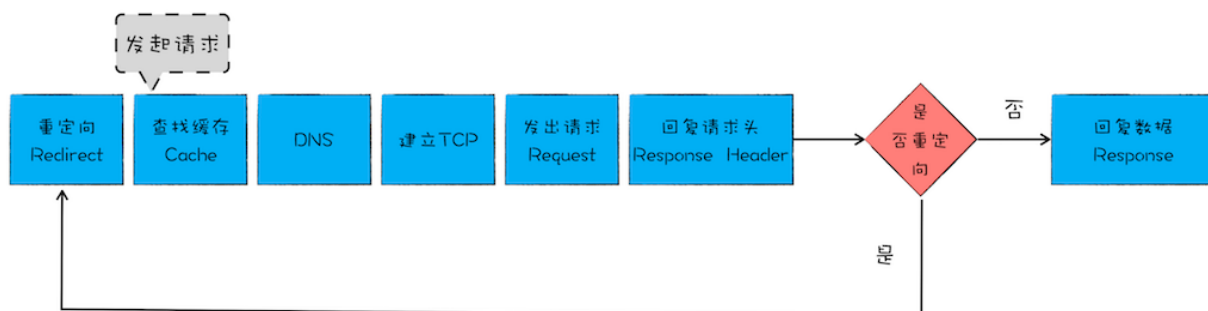 发起请求
重定向
Redirect
查找缓存
Cache
DNS
建立TCP
发出请求
Request
回复请求头
Response Header
是
否重定
向
否
回复数据
Response
是